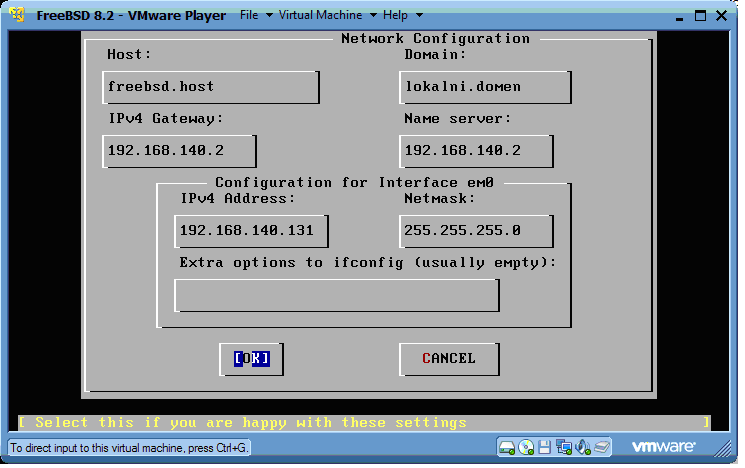 FreeBSD 8.2 - VMware Player File Virtual Machine Help
Network Configuration
Host: Domain:
freebsd.host lokalni.domen
IPv4 Gateway: Name server:
192.168.140.2 192.168.140.2
Configuration for Interface em0
IPv4 Address: Netmask:
192.168.140.131 255.255.255.0
Extra options to ifconfig (usually empty):
[OK] CANCEL
[ Select this if you are happy with these settings ]
To direct input to this virtual machine, press Ctrl+G. vmware